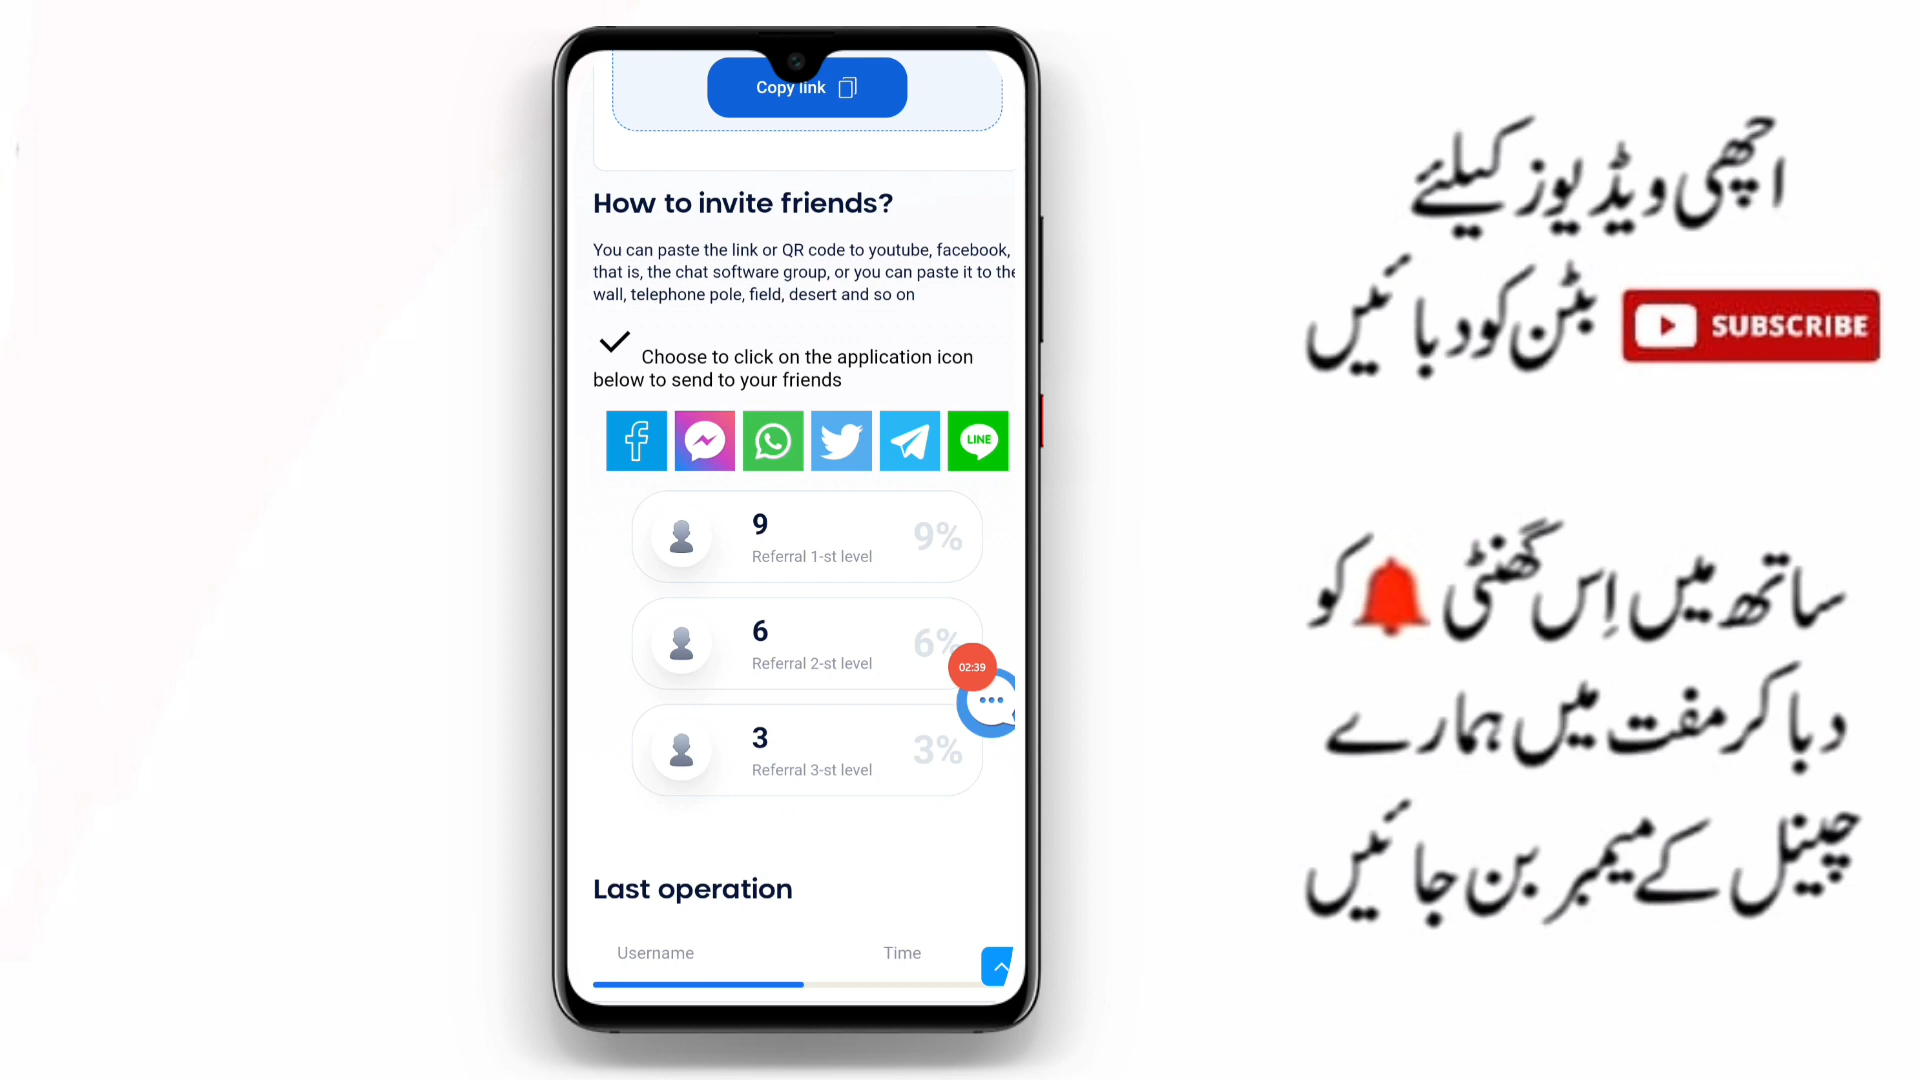 Copy link
How to invite friends?
You can paste the link or QR code to youtube, facebook,
that is, the chat software group, or you can paste it to the
wall, telephone pole, field, desert and so on
Choose to click on the application icon
below to send to your friends
LINE
9
9%
Referral 1-st level
6
6%
Referral 2-st level
02:39
3
3%
Referral 3-st level
Last operation
Username Time
اچھی ویڈیوز کیلئے
SUBSCRIBE بٹن کو دبائیں
ساتھ میں اِس گھنٹی کو
دبا کر مفت میں ہمارے
چینل کے میمبر بن جائیں